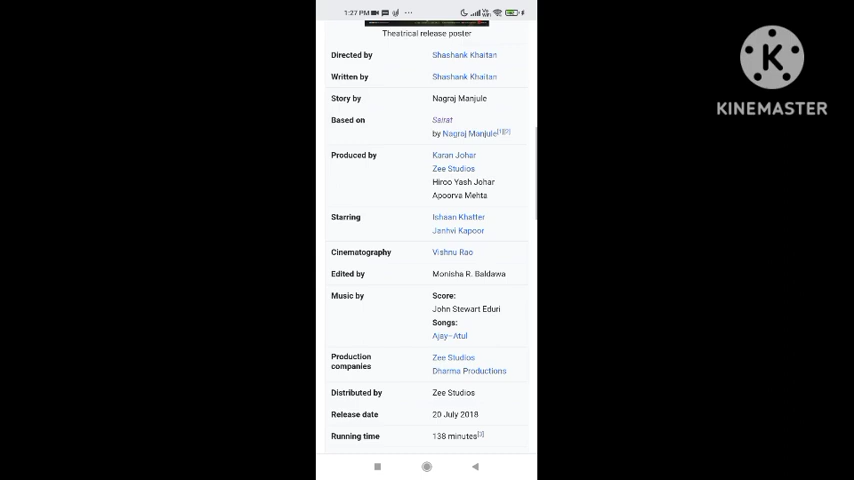 1:27 PM
KINEMASTER
Theatrical release poster
Directed by Shashank Khaitan
Written by Shashank Khaitan
Story by Nagraj Manjule
Based on Sairat
by Nagraj Manjule[1][2]
Produced by Karan Johar
Zee Studios
Hiroo Yash Johar
Apoorva Mehta
Starring Ishaan Khatter
Janhvi Kapoor
Cinematography Vishnu Rao
Edited by Monisha R. Baldawa
Music by Score:
John Stewart Eduri
Songs:
Ajay–Atul
Production Zee Studios
companies Dharma Productions
Distributed by Zee Studios
Release date 20 July 2018
Running time 138 minutes[3]